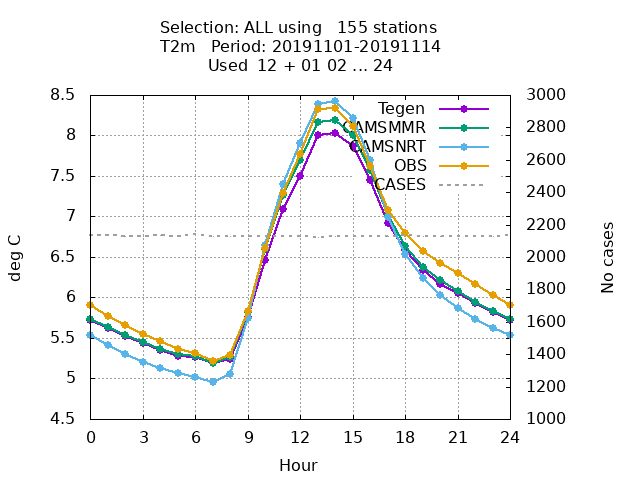 Selection: ALL using   155 stations
T2m   Period: 20191101-20191114
Used  12 + 01 02 ... 24
8.5
8
7.5
7
6.5
6
5.5
5
4.5
3000
2800
2600
2400
2200
2000
1800
1600
1400
1200
1000
Tegen
CAMSMMR
CAMSNRT
OBS
CASES
deg C
No cases
0 3 6 9 12 15 18 21 24
Hour